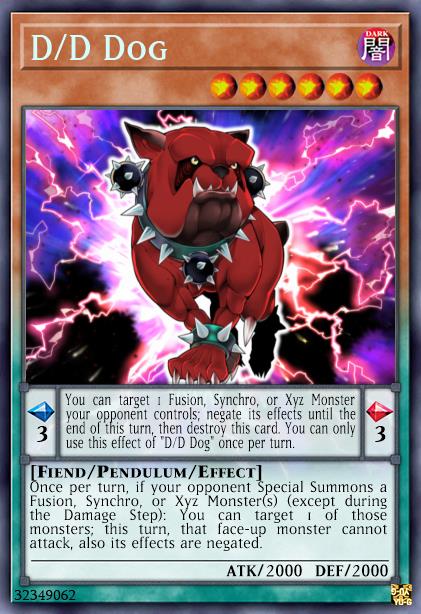 D/D Dog
DARK
闇
You can target 1 Fusion, Synchro, or Xyz Monster
your opponent controls; negate its effects until the
end of this turn, then destroy this card. You can only
use this effect of "D/D Dog" once per turn.
3
3
[Fiend/Pendulum/Effect]
Once per turn, if your opponent Special Summons a
Fusion, Synchro, or Xyz Monster(s) (except during
the Damage Step): You can target 1 of those
monsters; this turn, that face-up monster cannot
attack, also its effects are negated.
ATK/2000 DEF/2000
32349062